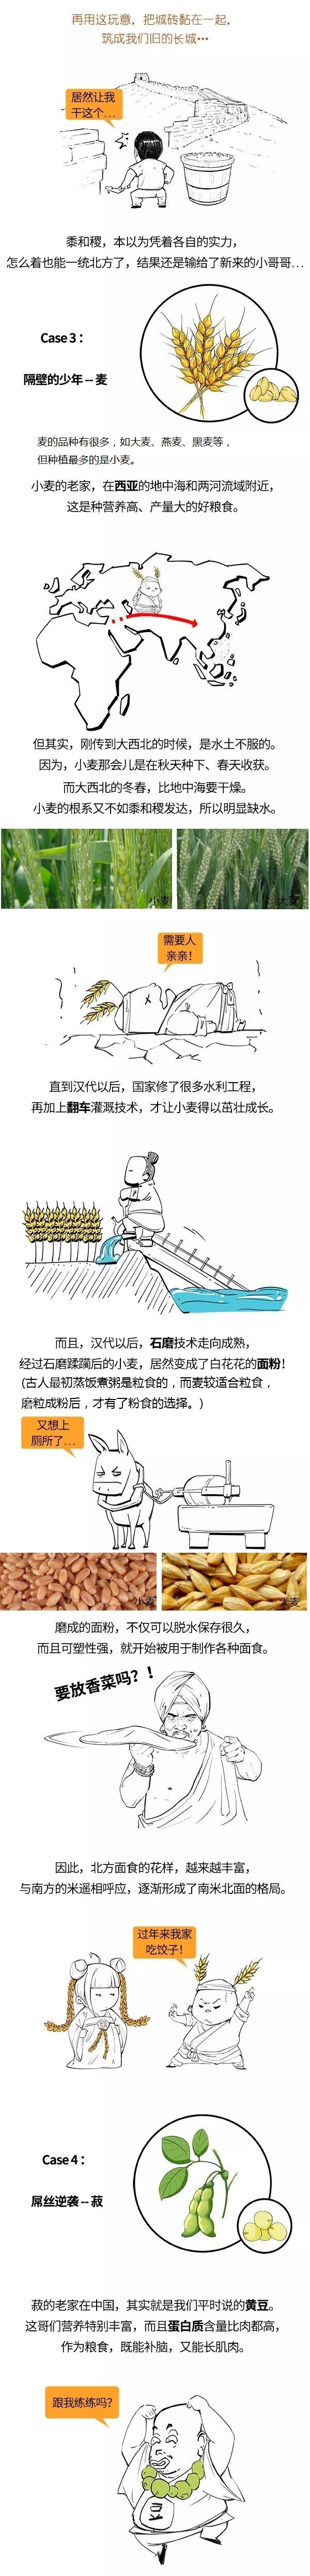 再用这玩意，把城砖黏在一起，
筑成我们旧的长城…
居然让我
干这个…
黍和稷，本以为凭着各自的实力，
怎么着也能一统北方了，结果还是输给了新来的小哥哥…
Case 3：
隔壁的少年 -- 麦
麦的品种有很多，如大麦、燕麦、黑麦等，
但种植最多的是小麦。
小麦的老家，在西亚的地中海和两河流域附近，
这是种营养高、产量大的好粮食。
但其实，刚传到大西北的时候，是水土不服的。
因为，小麦那会儿是在秋天种下、春天收获。
而大西北的冬春，比地中海要干燥。
小麦的根系又不如黍和稷发达，所以明显缺水。
小麦
大麦
需要人
亲亲！
直到汉代以后，国家修了很多水利工程，
再加上翻车灌溉技术，才让小麦得以茁壮成长。
而且，汉代以后，石磨技术走向成熟，
经过石磨蹂躏后的小麦，居然变成了白花花的面粉！
(古人最初蒸饭煮粥是粒食的，而麦较适合粒食，
磨粒成粉后，才有了粉食的选择。)
又想上
厕所了…
小麦
大麦
磨成的面粉，不仅可以脱水保存很久，
而且可塑性强，就开始被用于制作各种面食。
要放香菜吗？！
因此，北方面食的花样，越来越丰富，
与南方的米遥相呼应，逐渐形成了南米北面的格局。
过年来我家
吃饺子！
Case 4：
屌丝逆袭 -- 菽
菽的老家在中国，其实就是我们平时说的黄豆。
这哥们营养特别丰富，而且蛋白质含量比肉都高，
作为粮食，既能补脑，又能长肌肉。
跟我练练吗？